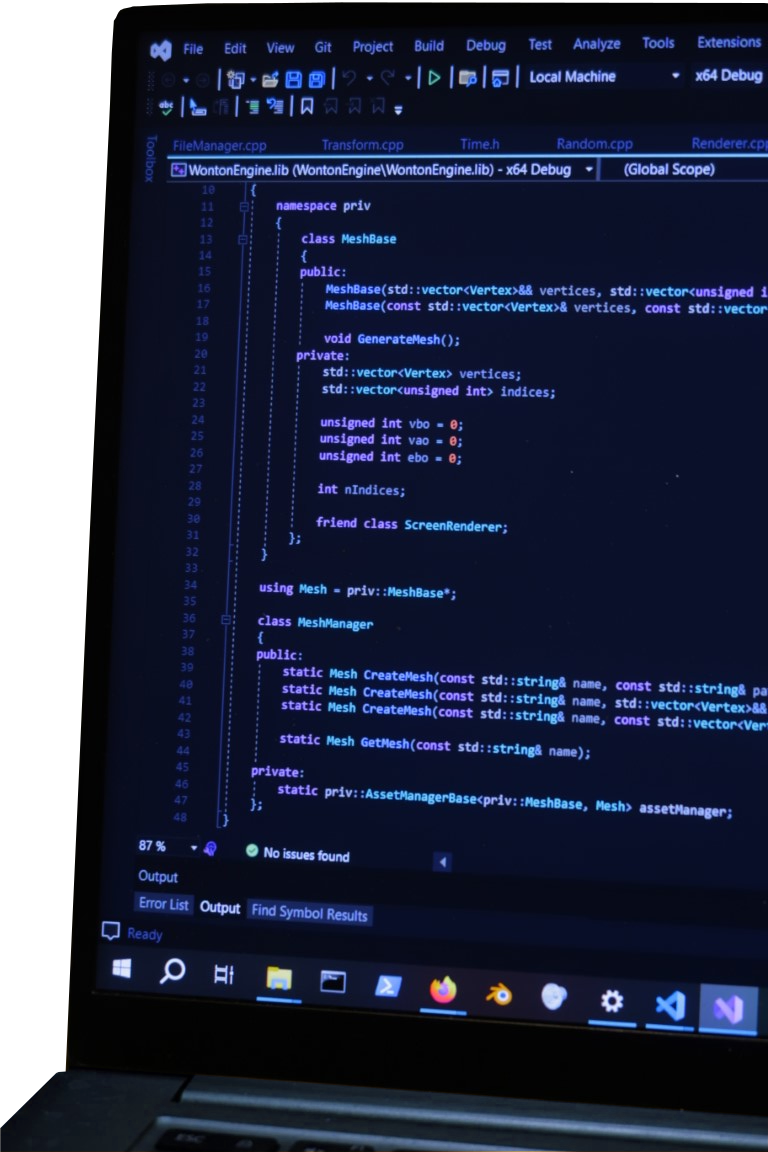 File Edit View Git Project Build Debug Test Analyze Tools Extensions
Local Machine x64 Debug
abc
Toolbox
FileManager.cpp Transform.cpp Time.h Random.cpp Renderer.cpp
WontonEngine.lib (WontonEngine\WontonEngine.lib) - x64 Debug (Global Scope)
10 {
11 namespace priv
12 {
13 class MeshBase
14 {
15 public:
16 MeshBase(std::vector<Vertex>&& vertices, std::vector<unsigned i
17 MeshBase(const std::vector<Vertex>& vertices, const std::vector
18
19 void GenerateMesh();
20 private:
21 std::vector<Vertex> vertices;
22 std::vector<unsigned int> indices;
23
24 unsigned int vbo = 0;
25 unsigned int vao = 0;
26 unsigned int ebo = 0;
27
28 int nIndices;
29
30 friend class ScreenRenderer;
31 };
32 }
33
34 using Mesh = priv::MeshBase*;
35
36 class MeshManager
37 {
38 public:
39 static Mesh CreateMesh(const std::string& name, const std::string& pa
40 static Mesh CreateMesh(const std::string& name, std::vector<Vertex>&&
41 static Mesh CreateMesh(const std::string& name, const std::vector<Ver
42
43 static Mesh GetMesh(const std::string& name);
44
45 private:
46 static priv::AssetManagerBase<priv::MeshBase, Mesh> assetManager;
47 };
48 }
87 % No issues found
Output
Error List Output Find Symbol Results
Ready
ESC